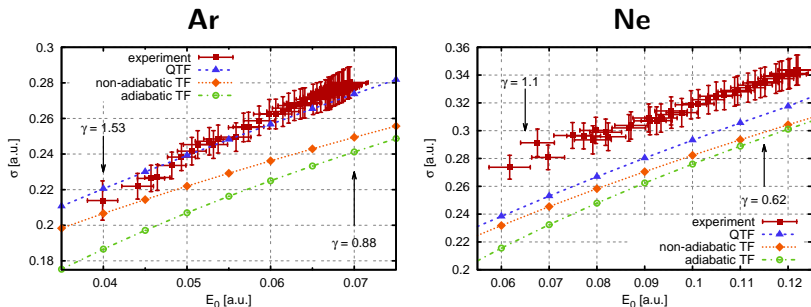 Ar
Ne
0.3
0.28
0.26
0.24
0.22
0.2
0.18
σ [a.u.]
experiment
QTF
non-adiabatic TF
adiabatic TF
γ = 1.53
γ = 0.88
0.04
0.05
0.06
0.07
E₀ [a.u.]
0.36
0.34
0.32
0.3
0.28
0.26
0.24
0.22
0.2
σ [a.u.]
γ = 1.1
γ = 0.62
experiment
QTF
non-adiabatic TF
adiabatic TF
0.06
0.07
0.08
0.09
0.1
0.11
0.12
E₀ [a.u.]